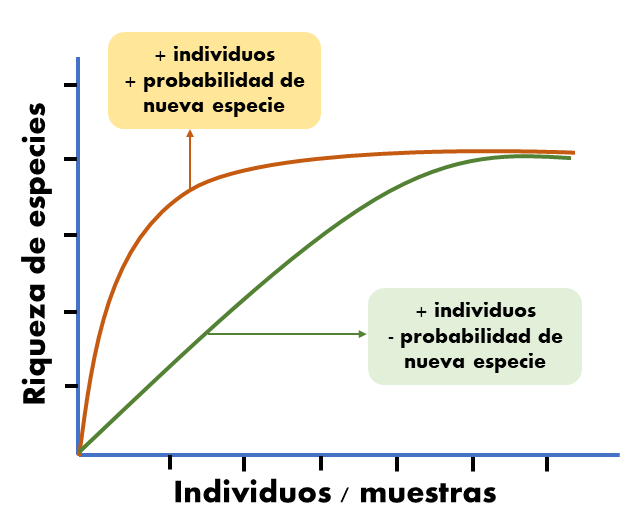 + individuos
+ probabilidad de
nueva especie
Riqueza de especies
+ individuos
- probabilidad de
nueva especie
Individuos / muestras